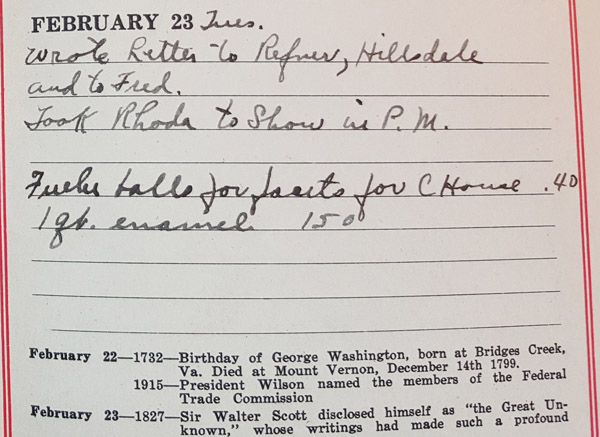 FEBRUARY 23 Tues.
Wrote Letter to Refner, Hillsdale
and to Fred.
Took Rhoda to Show in P. M.
balls for for C House .40
1 qt. enamel 150
February 22—1732—Birthday of George Washington, born at Bridges Creek,
Va. Died at Mount Vernon, December 14th 1799.
1915—President Wilson named the members of the Federal
Trade Commission
February 23—1827—Sir Walter Scott disclosed himself as "the Great Un-
known," whose writings had made such a profound